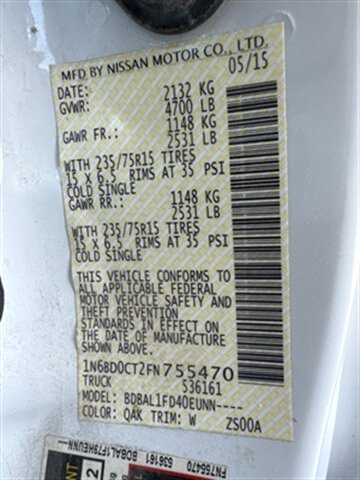 MFD BY NISSAN MOTOR CO., LTD.
DATE: 05/15
GVWR: 2132 KG
4700 LB
GAWR FR.: 1148 KG
2531 LB
WITH 235/75R15 TIRES
15 X 6.5 RIMS AT 35 PSI
COLD SINGLE
GAWR RR.: 1148 KG
2531 LB
WITH 235/75R15 TIRES
15 X 6.5 RIMS AT 35 PSI
COLD SINGLE
THIS VEHICLE CONFORMS TO
ALL APPLICABLE FEDERAL
MOTOR VEHICLE SAFETY AND
THEFT PREVENTION
STANDARDS IN EFFECT ON
THE DATE OF MANUFACTURE
SHOWN ABOVE.
1N6BD0CT2FN755470
TRUCK 536161
MODEL: BDBAL1FD40EUNN----
COLOR: QAK TRIM: W ZS00A
536161